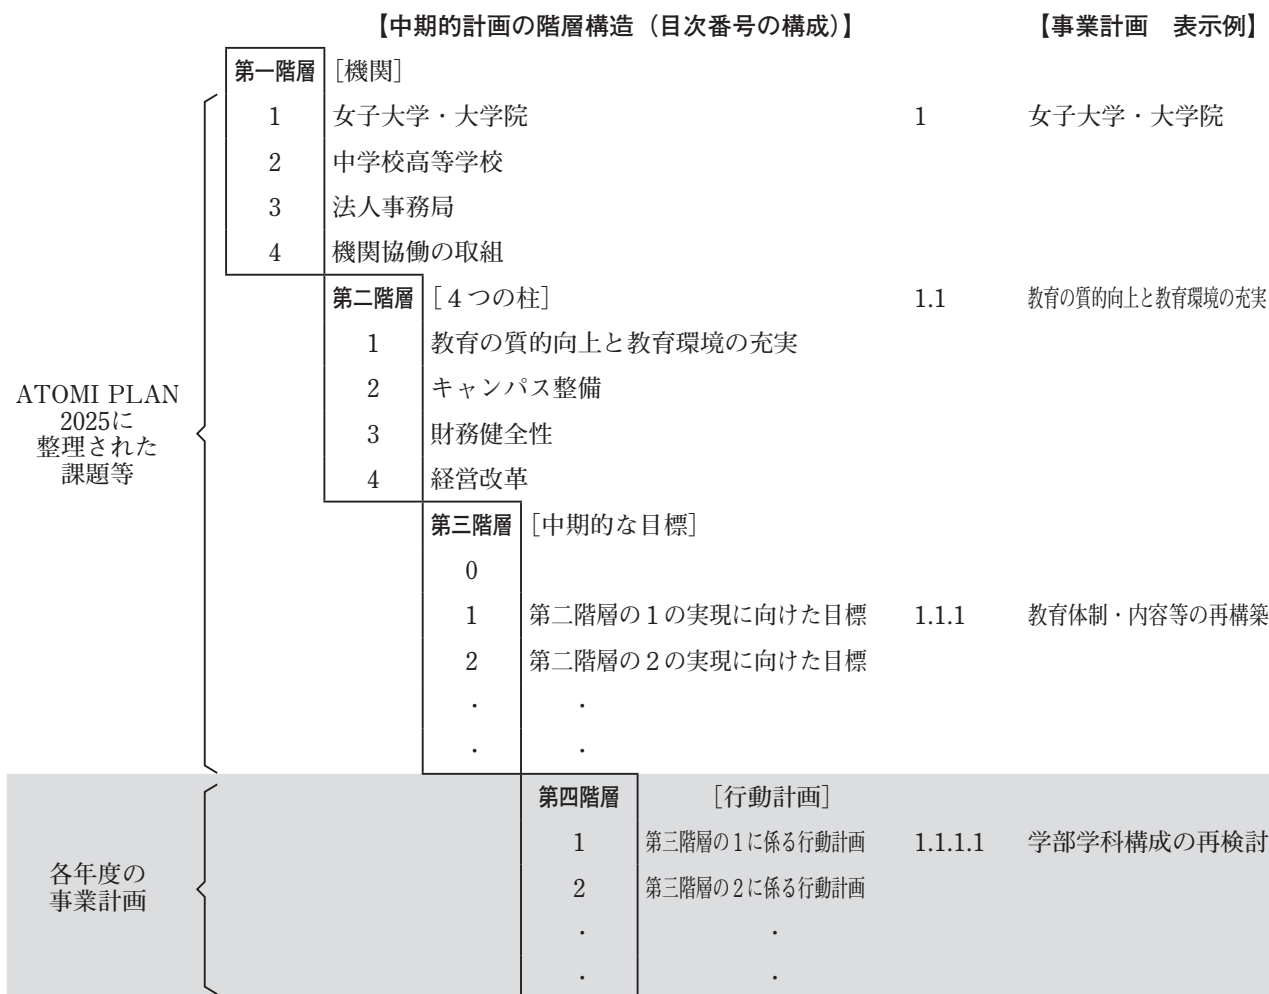 【中期的計画の階層構造（目次番号の構成）】　【事業計画　表示例】
第一階層 ［機関］
1 女子大学・大学院 1 女子大学・大学院
2 中学校高等学校
3 法人事務局
4 機関協働の取組
第二階層 ［４つの柱］ 1.1 教育の質的向上と教育環境の充実
1 教育の質的向上と教育環境の充実
2 キャンパス整備
3 財務健全性
4 経営改革
ATOMI PLAN
2025に
整理された
課題等
第三階層 ［中期的な目標］
0
1 第二階層の１の実現に向けた目標 1.1.1 教育体制・内容等の再構築
2 第二階層の２の実現に向けた目標
・ ・
・ ・
第四階層 ［行動計画］
1 第三階層の１に係る行動計画 1.1.1.1 学部学科構成の再検討
2 第三階層の２に係る行動計画
・ ・
・ ・
各年度の
事業計画